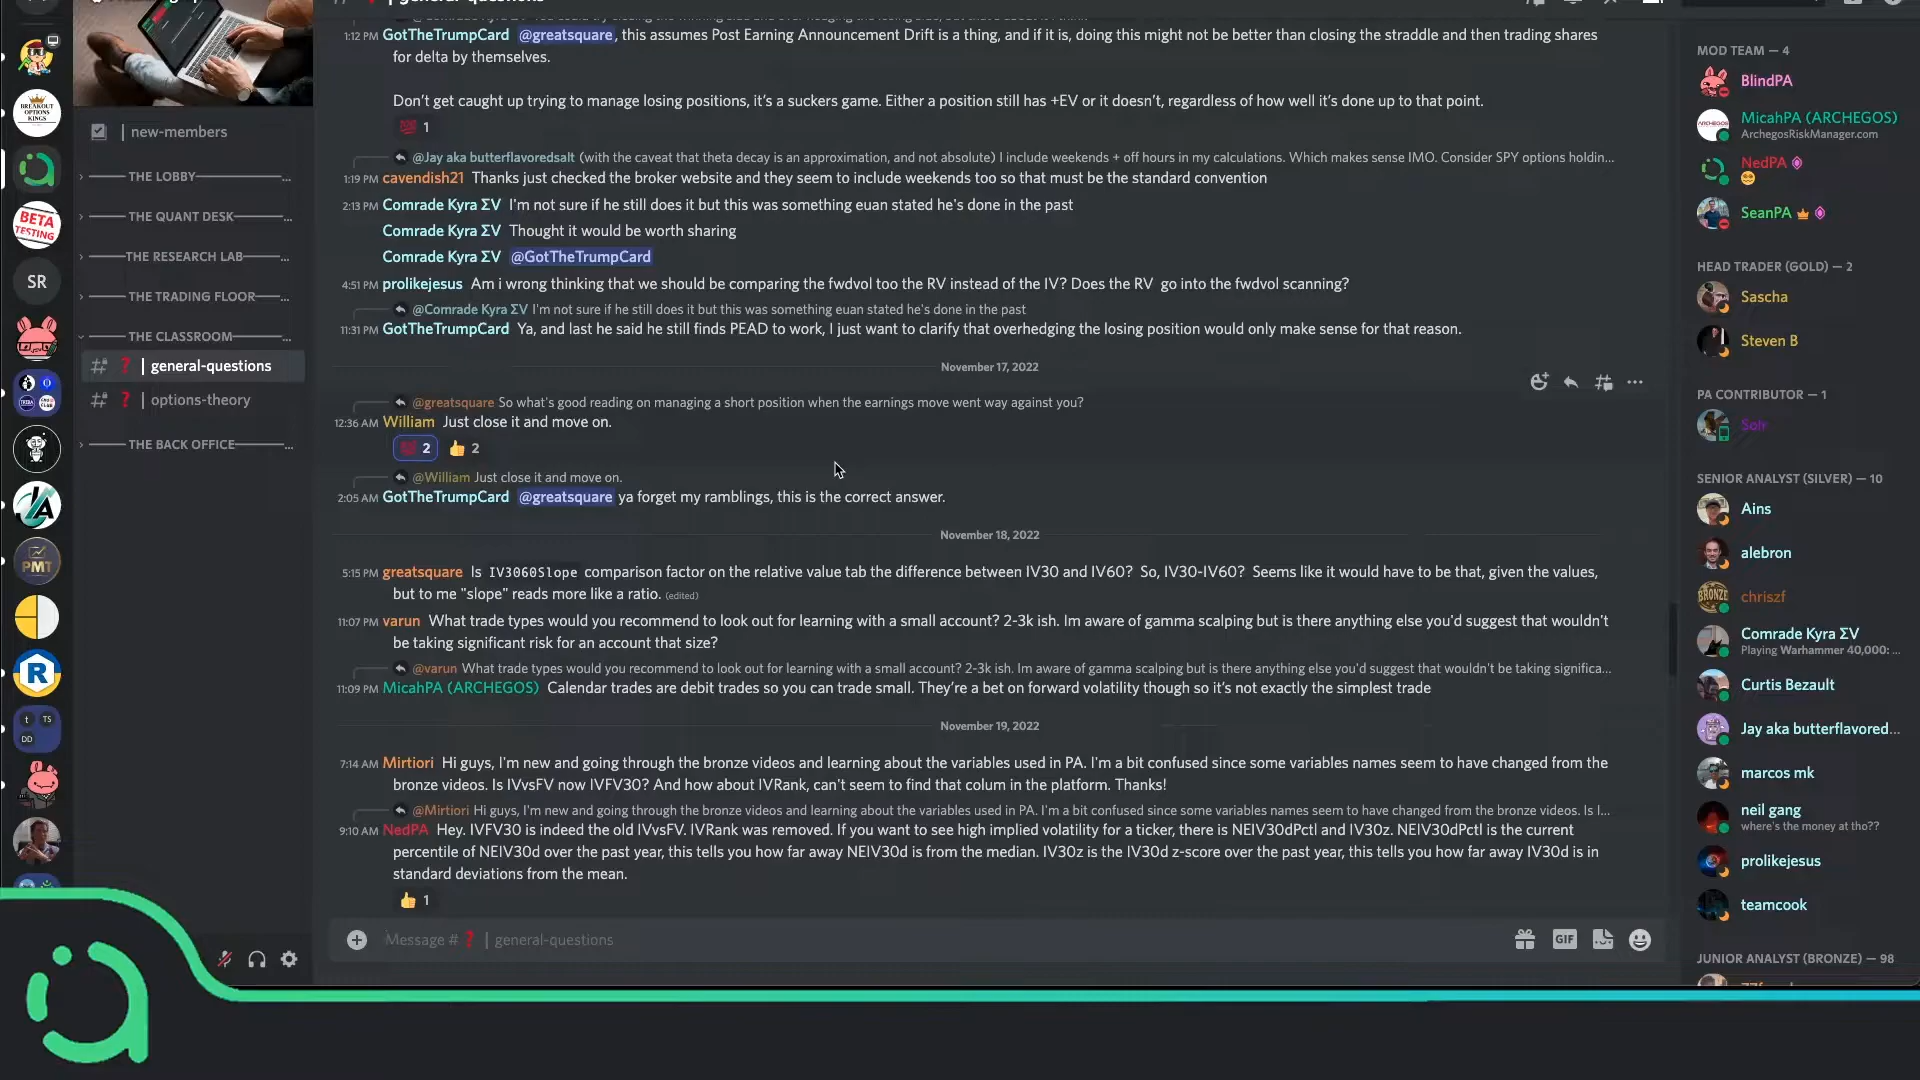 | general-questions
1:12 PM GotTheTrumpCard @greatsquare, this assumes Post Earning Announcement Drift is a thing, and if it is, doing this might not be better than closing the straddle and then trading shares
for delta by themselves.
Don't get caught up trying to manage losing positions, it's a suckers game. Either a position still has +EV or it doesn't, regardless of how well it's done up to that point.
1
@Jay aka butterflavoredsalt (with the caveat that theta decay is an approximation, and not absolute) I include weekends + off hours in my calculations. Which makes sense IMO. Consider SPY options holdin...
1:19 PM cavendish21 Thanks just checked the broker website and they seem to include weekends too so that must be the standard convention
2:13 PM Comrade Kyra ΣV I'm not sure if he still does it but this was something euan stated he's done in the past
Comrade Kyra ΣV Thought it would be worth sharing
Comrade Kyra ΣV @GotTheTrumpCard
4:51 PM prolikejesus Am i wrong thinking that we should be comparing the fwdvol too the RV instead of the IV? Does the RV go into the fwdvol scanning?
@Comrade Kyra ΣV I'm not sure if he still does it but this was something euan stated he's done in the past
11:31 PM GotTheTrumpCard Ya, and last he said he still finds PEAD to work, I just want to clarify that overhedging the losing position would only make sense for that reason.
November 17, 2022
@greatsquare So what's good reading on managing a short position when the earnings move went way against you?
12:36 AM William Just close it and move on.
2 2
@William Just close it and move on.
2:05 AM GotTheTrumpCard @greatsquare ya forget my ramblings, this is the correct answer.
November 18, 2022
5:15 PM greatsquare Is IV3060Slope comparison factor on the relative value tab the difference between IV30 and IV60? So, IV30-IV60? Seems like it would have to be that, given the values,
but to me "slope" reads more like a ratio. (edited)
11:07 PM varun What trade types would you recommend to look out for learning with a small account? 2-3k ish. Im aware of gamma scalping but is there anything else you'd suggest that wouldn't
be taking significant risk for an account that size?
@varun What trade types would you recommend to look out for learning with a small account? 2-3k ish. Im aware of gamma scalping but is there anything else you'd suggest that wouldn't be taking significa...
11:09 PM MicahPA (ARCHEGOS) Calendar trades are debit trades so you can trade small. They're a bet on forward volatility though so it's not exactly the simplest trade
November 19, 2022
7:14 AM Mirtiori Hi guys, I'm new and going through the bronze videos and learning about the variables used in PA. I'm a bit confused since some variables names seem to have changed from the
bronze videos. Is IVvsFV now IVFV30? And how about IVRank, can't seem to find that colum in the platform. Thanks!
@Mirtiori Hi guys, I'm new and going through the bronze videos and learning about the variables used in PA. I'm a bit confused since some variables names seem to have changed from the bronze videos. Is I...
9:10 AM NedPA Hey. IVFV30 is indeed the old IVvsFV. IVRank was removed. If you want to see high implied volatility for a ticker, there is NEIV30dPctl and IV30z. NEIV30dPctl is the current
percentile of NEIV30d over the past year, this tells you how far away NEIV30d is from the median. IV30z is the IV30d z-score over the past year, this tells you how far away IV30d is in
standard deviations from the mean.
1
Message # | general-questions
GIF
BREAKOUT
OPTIONS
KINGS
BETA
TESTING
SR
PMT
R
t TS
DD
| new-members
THE LOBBY ...
THE QUANT DESK ...
THE RESEARCH LAB ...
THE TRADING FLOOR ...
THE CLASSROOM
| general-questions
| options-theory
THE BACK OFFICE ...
MOD TEAM — 4
BlindPA
MicahPA (ARCHEGOS)
ArchegosRiskManager.com
NedPA
SeanPA
HEAD TRADER (GOLD) — 2
Sascha
Steven B
PA CONTRIBUTOR — 1
Solr
SENIOR ANALYST (SILVER) — 10
Ains
alebron
BRONZE
chriszf
Comrade Kyra ΣV
Playing Warhammer 40,000: ...
Curtis Bezault
Jay aka butterflavored...
marcos mk
neil gang
where's the money at tho??
prolikejesus
teamcook
JUNIOR ANALYST (BRONZE) — 98